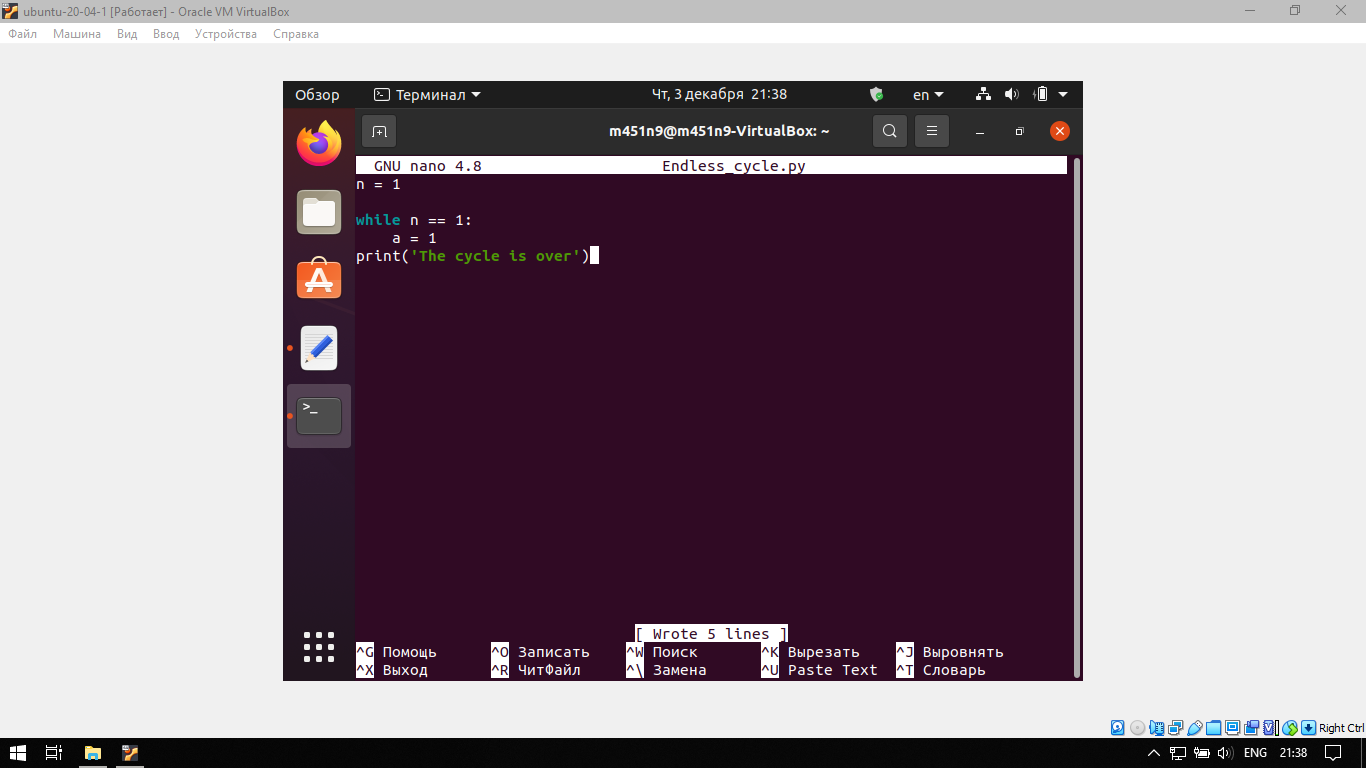 ubuntu-20-04-1 [Работает] - Oracle VM VirtualBox
Файл Машина Вид Ввод Устройства Справка
Обзор Терминал Чт, 3 декабря 21:38 en
m451n9@m451n9-VirtualBox: ~
GNU nano 4.8 Endless_cycle.py
n = 1
while n == 1:
a = 1
print('The cycle is over')
[ Wrote 5 lines ]
^G Помощь ^O Записать ^W Поиск ^K Вырезать ^J Выровнять
^X Выход ^R ЧитФайл ^\ Замена ^U Paste Text ^T Словарь
Right Ctrl
ENG 21:38